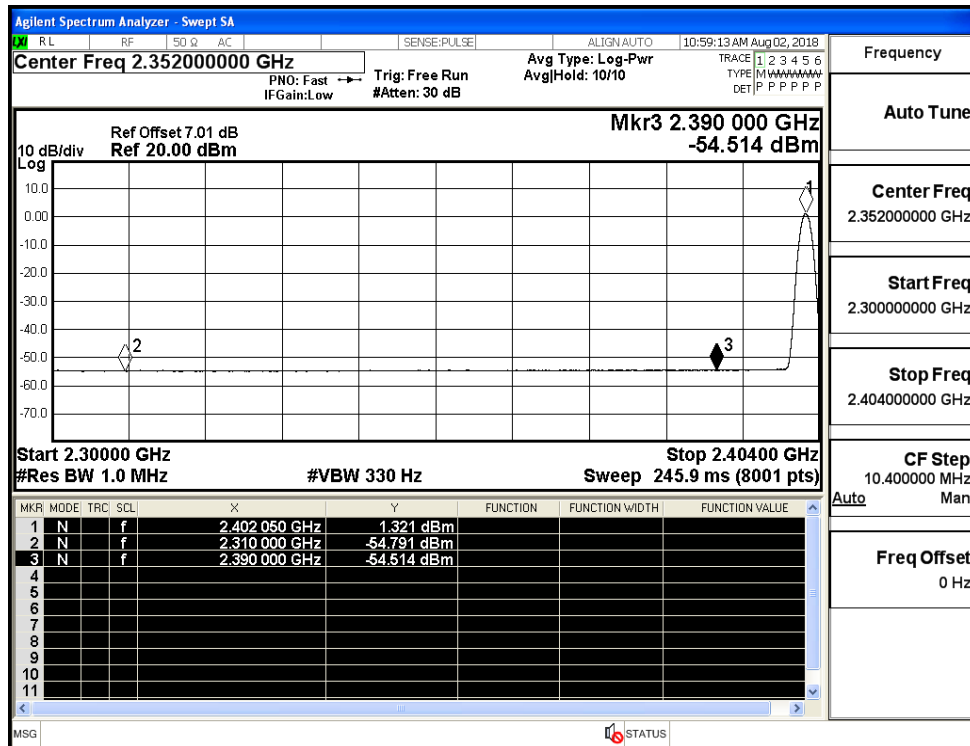 Agilent Spectrum Analyzer - Swept SA
LXI RL RF 50 Ω AC SENSE:PULSE ALIGN AUTO 10:59:13 AM Aug 02, 2018
Center Freq 2.352000000 GHz
PNO: Fast
IFGain:Low
Trig: Free Run
#Atten: 30 dB
Avg Type: Log-Pwr
Avg|Hold: 10/10
TRACE 1 2 3 4 5 6
TYPE M WWWWW
DET P P P P P P
Mkr3 2.390 000 GHz
-54.514 dBm
Ref Offset 7.01 dB
10 dB/div Ref 20.00 dBm
Log
10.0
0.00
-10.0
-20.0
-30.0
-40.0
-50.0
-60.0
-70.0
1
2
3
Start 2.30000 GHz Stop 2.40400 GHz
#Res BW 1.0 MHz #VBW 330 Hz Sweep 245.9 ms (8001 pts)
MKR MODE TRC SCL X Y FUNCTION FUNCTION WIDTH FUNCTION VALUE
1 N f 2.402 050 GHz 1.321 dBm
2 N f 2.310 000 GHz -54.791 dBm
3 N f 2.390 000 GHz -54.514 dBm
4
5
6
7
8
9
10
11
MSG STATUS
Frequency
Auto Tune
Center Freq
2.352000000 GHz
Start Freq
2.300000000 GHz
Stop Freq
2.404000000 GHz
CF Step
10.400000 MHz
Auto Man
Freq Offset
0 Hz